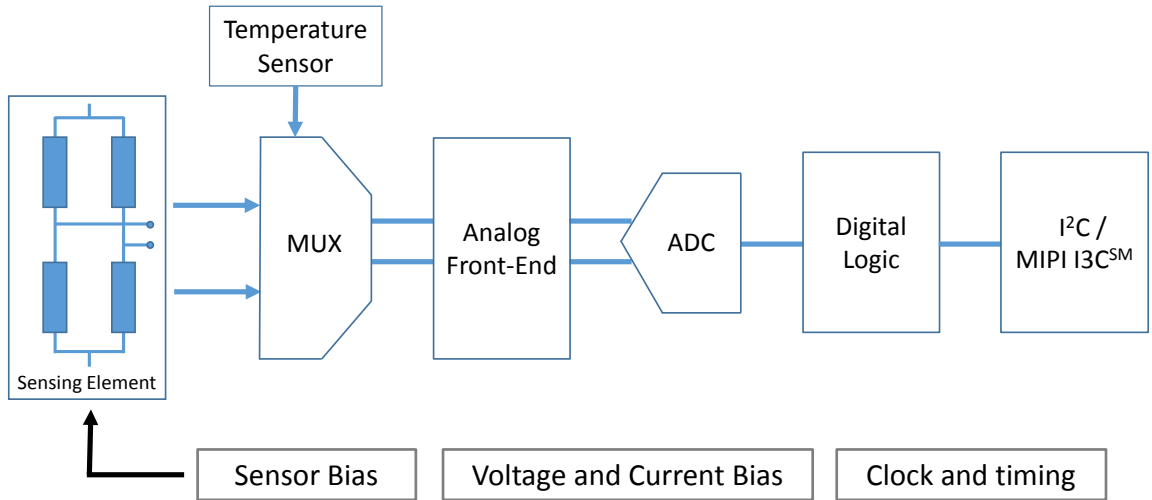 Temperature
Sensor
Sensing Element
MUX
Analog
Front-End
ADC
Digital
Logic
I²C /
MIPI I3Cˢᴹ
Sensor Bias
Voltage and Current Bias
Clock and timing